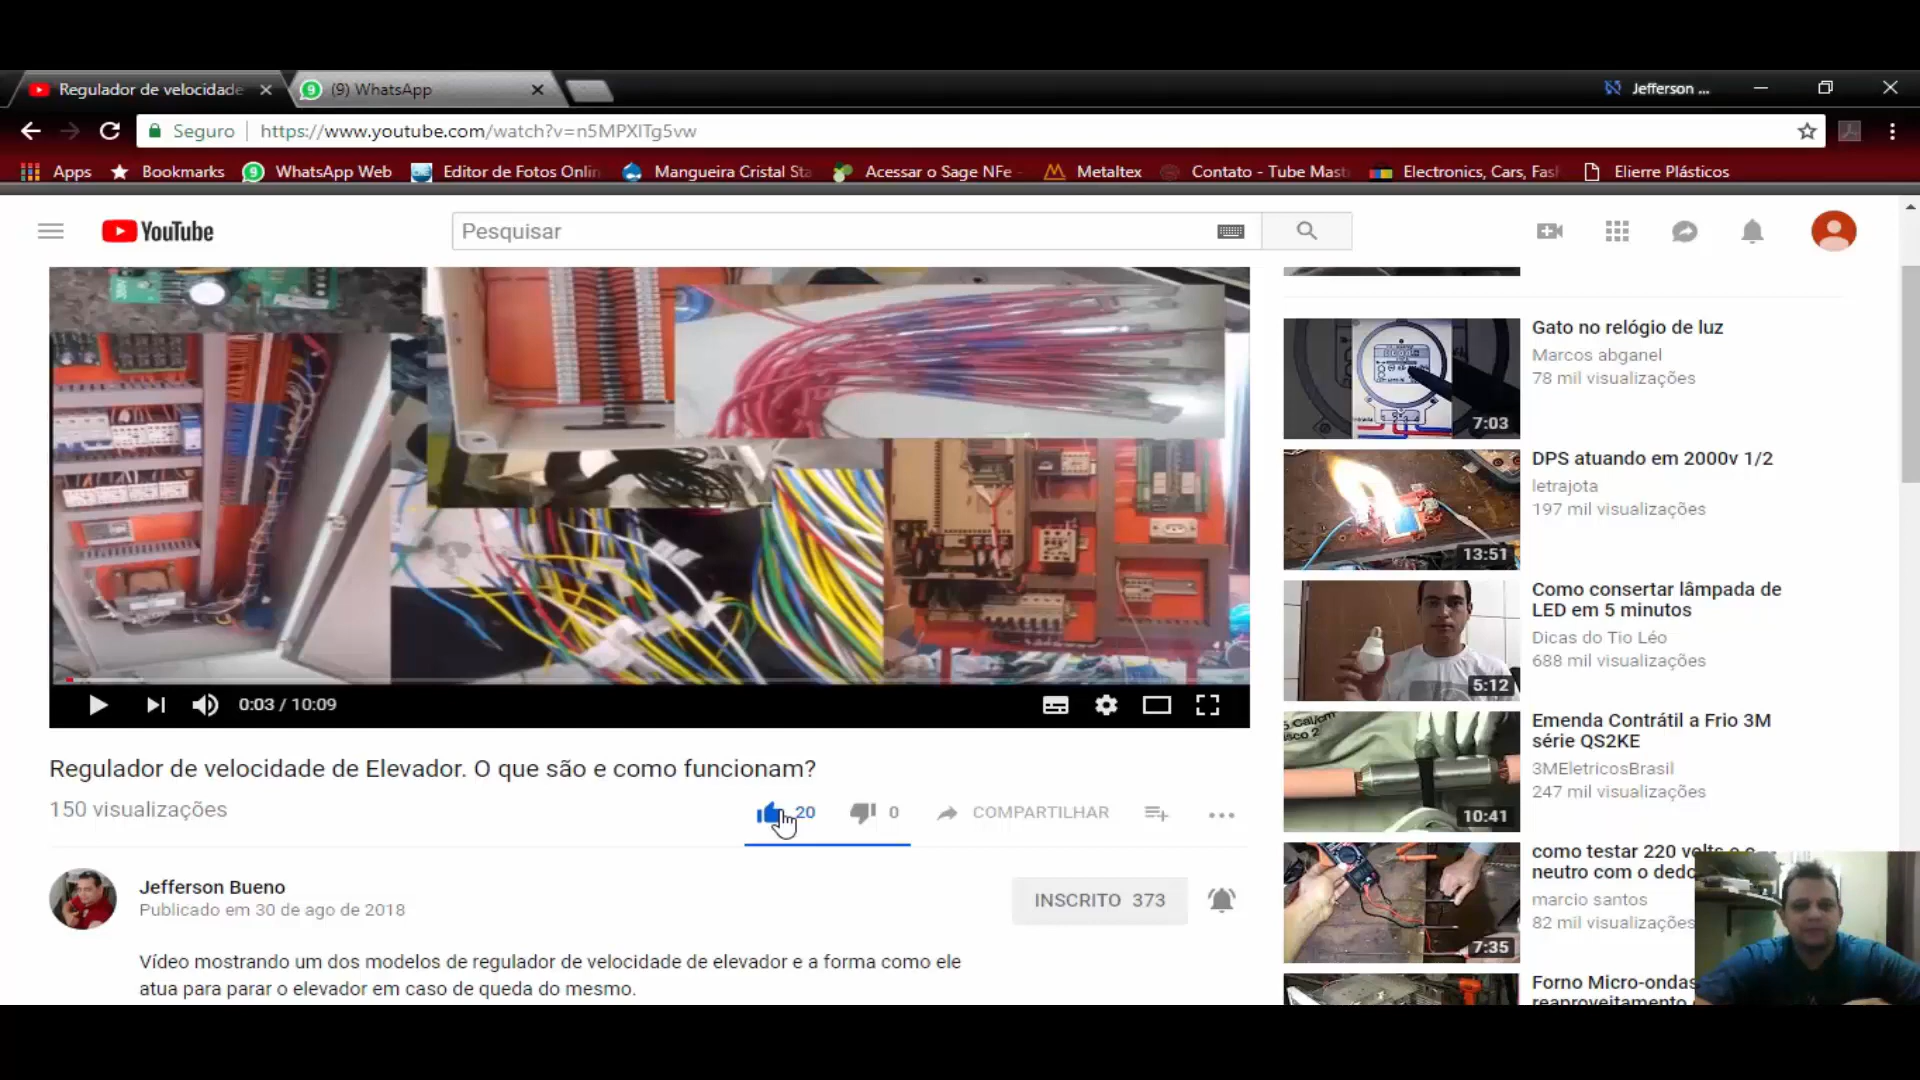 Regulador de velocidade
(9) WhatsApp
Jefferson ...
Seguro
https://www.youtube.com/watch?v=n5MPXITg5vw
Apps
Bookmarks
WhatsApp Web
Editor de Fotos Onlin
Mangueira Cristal Sta
Acessar o Sage NFe
Metaltex
Contato - Tube Mast
Electronics, Cars, Fas
Elierre Plásticos
YouTube
Pesquisar
0:03 / 10:09
Regulador de velocidade de Elevador. O que são e como funcionam?
150 visualizações
20
0
COMPARTILHAR
Jefferson Bueno
Publicado em 30 de ago de 2018
INSCRITO 373
Vídeo mostrando um dos modelos de regulador de velocidade de elevador e a forma como ele
atua para parar o elevador em caso de queda do mesmo.
7:03
Gato no relógio de luz
Marcos abganel
78 mil visualizações
13:51
DPS atuando em 2000v 1/2
letrajota
197 mil visualizações
5:12
Como consertar lâmpada de
LED em 5 minutos
Dicas do Tio Léo
688 mil visualizações
10:41
Emenda Contrátil a Frio 3M
série QS2KE
3MEletricosBrasil
247 mil visualizações
7:35
como testar 220 volts e o
neutro com o dedo
marcio santos
82 mil visualizações
Forno Micro-ondas
reaproveitamento